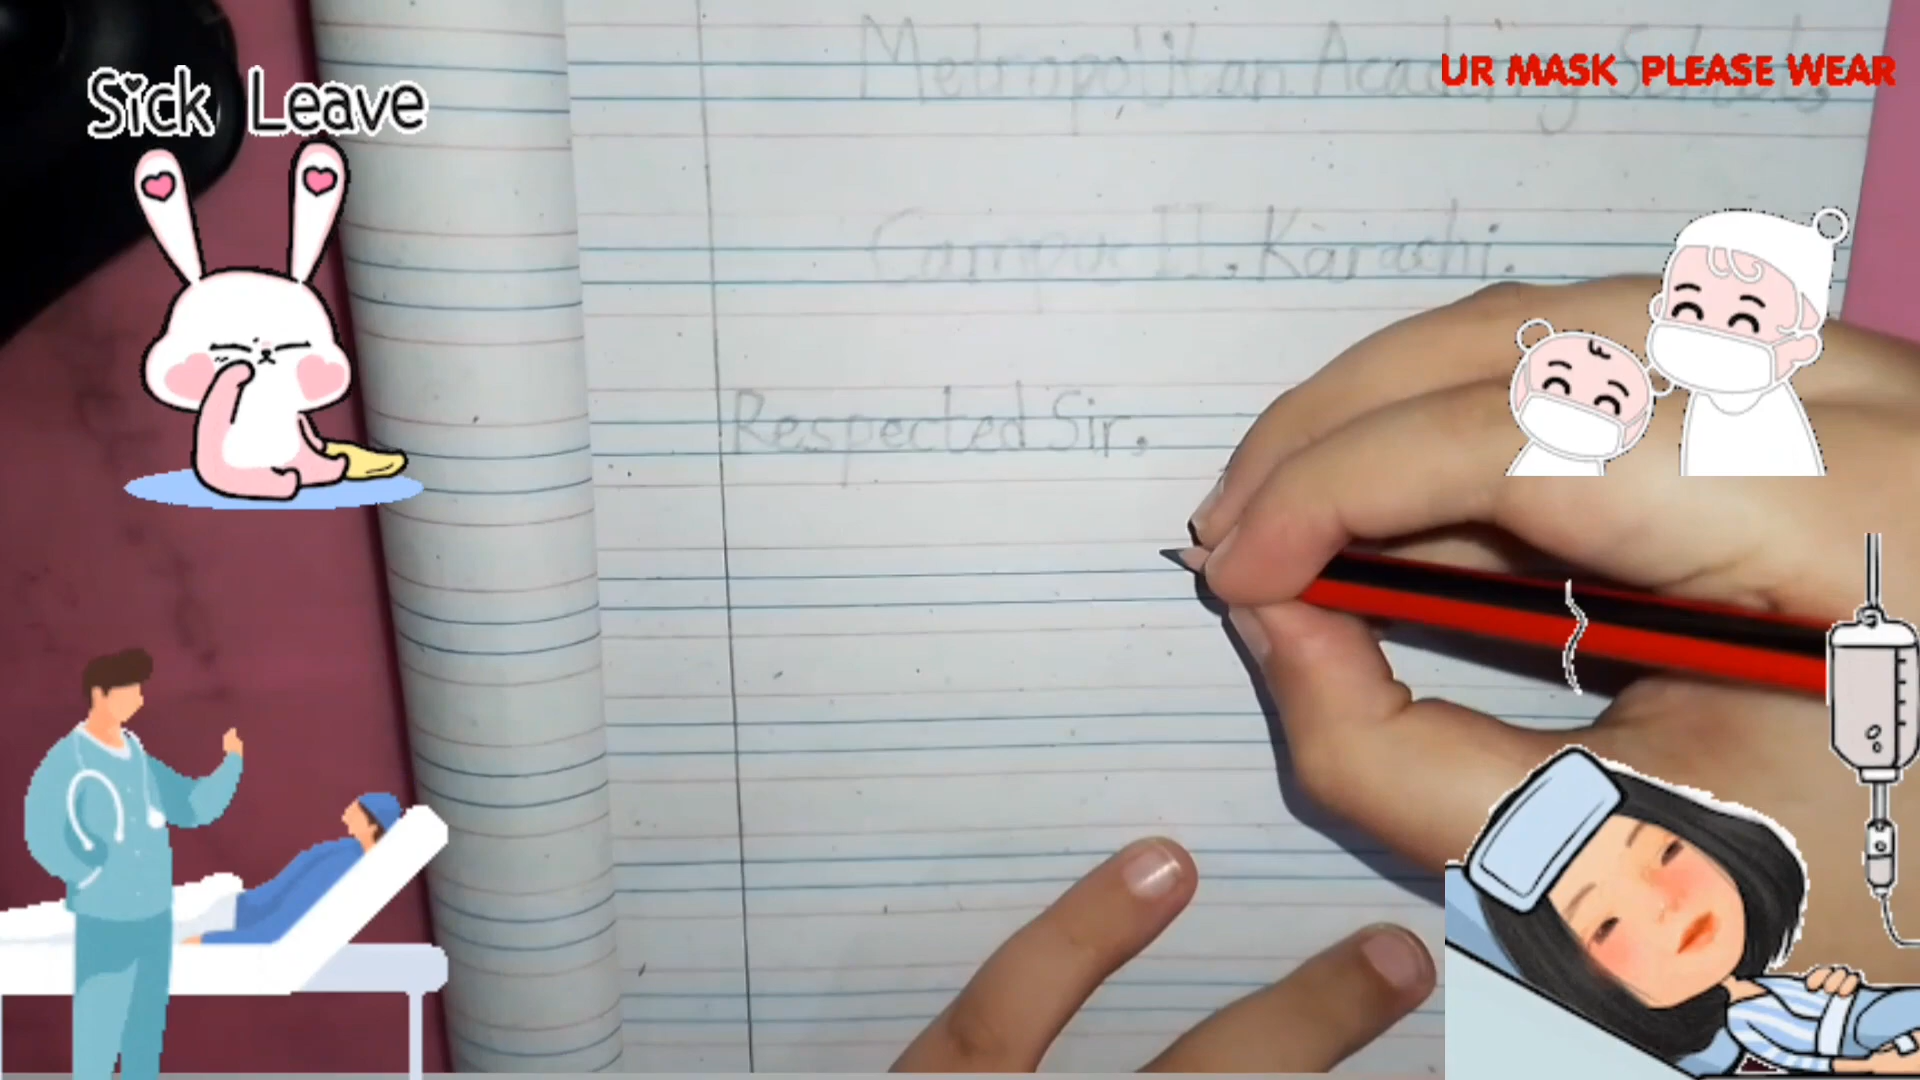 Sick Leave
UR MASK PLEASE WEAR
Metropolitan Academy School,
Campus II, Karachi.
Respected Sir,